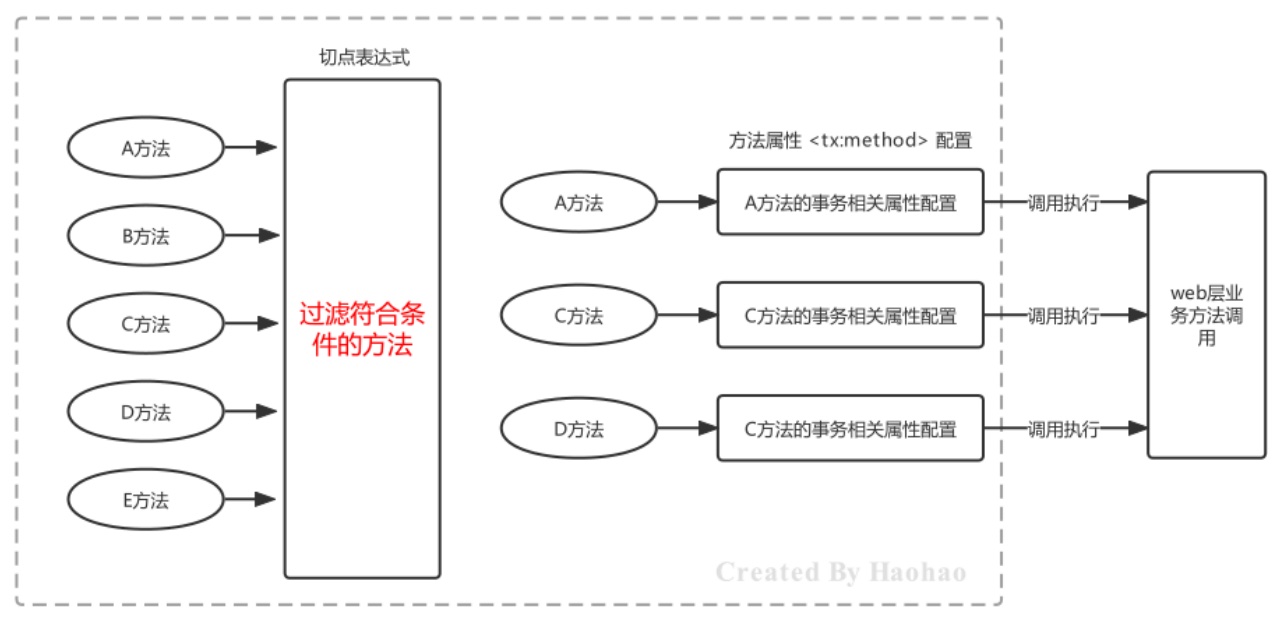 切点表达式
A方法
B方法
C方法
D方法
E方法
过滤符合条
件的方法
方法属性 <tx:method> 配置
A方法
A方法的事务相关属性配置
调用执行
C方法
C方法的事务相关属性配置
调用执行
D方法
C方法的事务相关属性配置
调用执行
web层业
务方法调
用
Created By Haohao